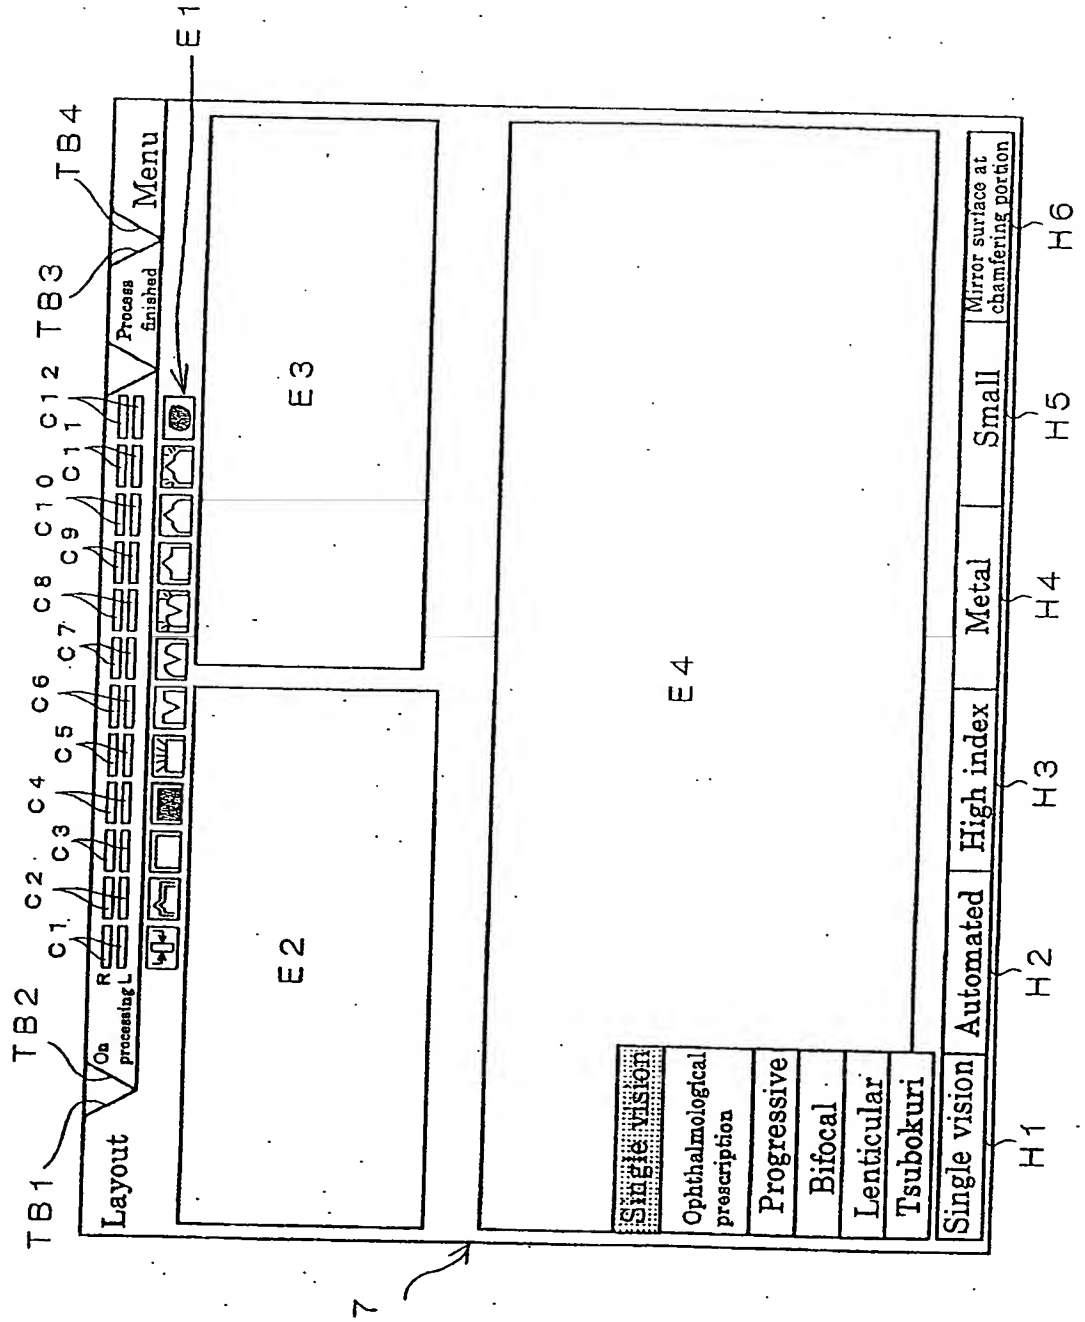 TB1
TB2
C1
C2
C3
C4
C5
C6
C7
C8
C9
C10
C11
C12
TB3
TB4
E1
Layout
On
processing
R
L
Process
finished
Menu
E2
E3
E4
Single vision
Ophthalmological
prescription
Progressive
Bifocal
Lenticular
Tsubokuri
Single vision
Automated
High index
Metal
Small
Mirror surface at
chamfering portion
7
H1
H2
H3
H4
H5
H6